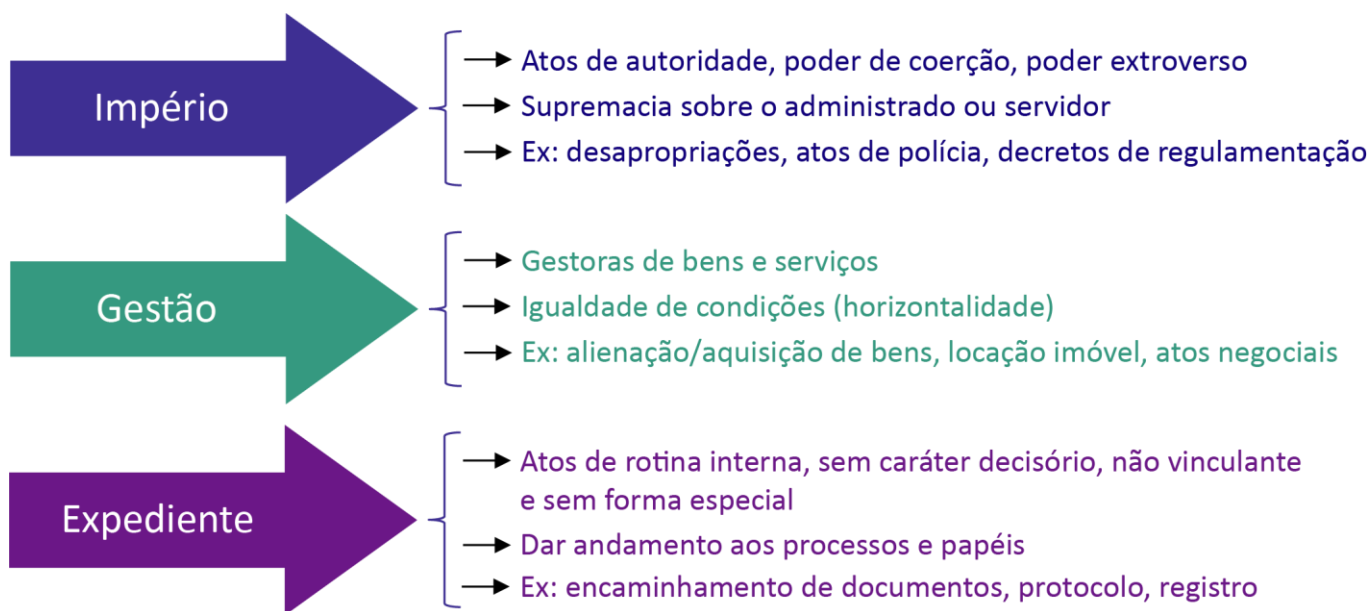 Império
Atos de autoridade, poder de coerção, poder extroverso
Supremacia sobre o administrado ou servidor
Ex: desapropriações, atos de polícia, decretos de regulamentação
Gestão
Gestoras de bens e serviços
Igualdade de condições (horizontalidade)
Ex: alienação/aquisição de bens, locação imóvel, atos negociais
Expediente
Atos de rotina interna, sem caráter decisório, não vinculante
e sem forma especial
Dar andamento aos processos e papéis
Ex: encaminhamento de documentos, protocolo, registro